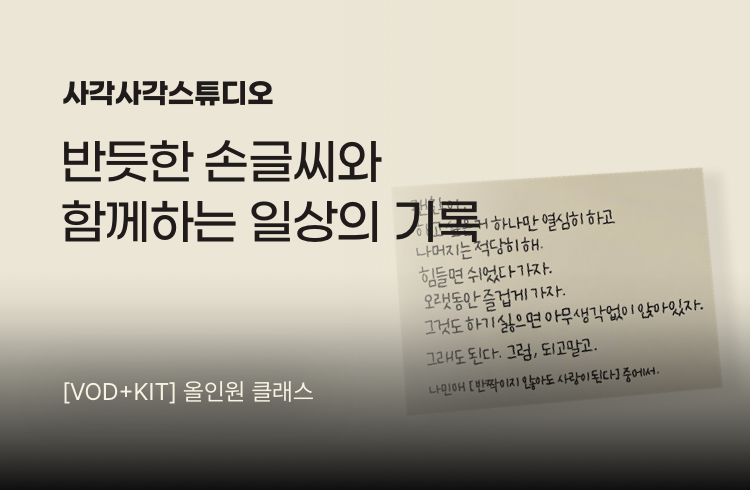 사각사각스튜디오
반듯한 손글씨와
함께하는 일상의 기록
하나만 열심히 하고
나머지는 적당히 해.
힘들면 쉬었다 가자.
오랫동안 즐겁게 가자.
그것도 하기 싫으면 아무생각없이 앉아있자.
그래도 된다. 그럼, 되고말고.
나민애 [반짝이지 않아도 사랑이 된다] 중에서.
[VOD+KIT] 올인원 클래스